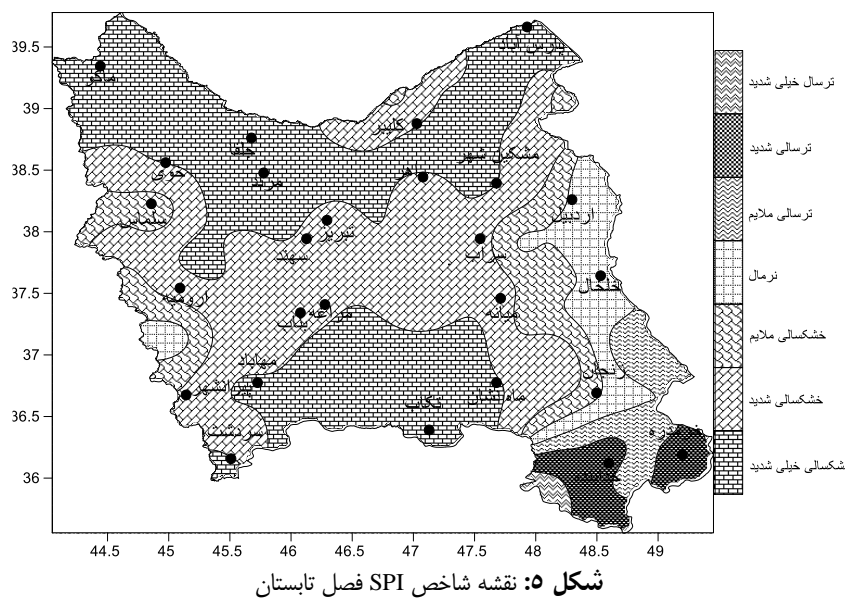 39.5
39
38.5
38
37.5
37
36.5
36
44.5 45 45.5 46 46.5 47 47.5 48 48.5 49
پارس آباد
ماکو
کلیبر
جلفا
مشکین شهر
خوی
مرند
اهر
سلماس
اردبیل
تبریز
سهند
سراب
خلخال
ارومیه
میانه
مراغه
بناب
مهاباد
پیرانشهر
زنجان
ماه نشان
تکاب
سردشت
ترسال خیلی شدید
ترسالی شدید
ترسالی ملایم
نرمال
خشکسالی ملایم
خشکسالی شدید
شکسالی خیلی شدید
شکل ۵: نقشه شاخص SPI فصل تابستان